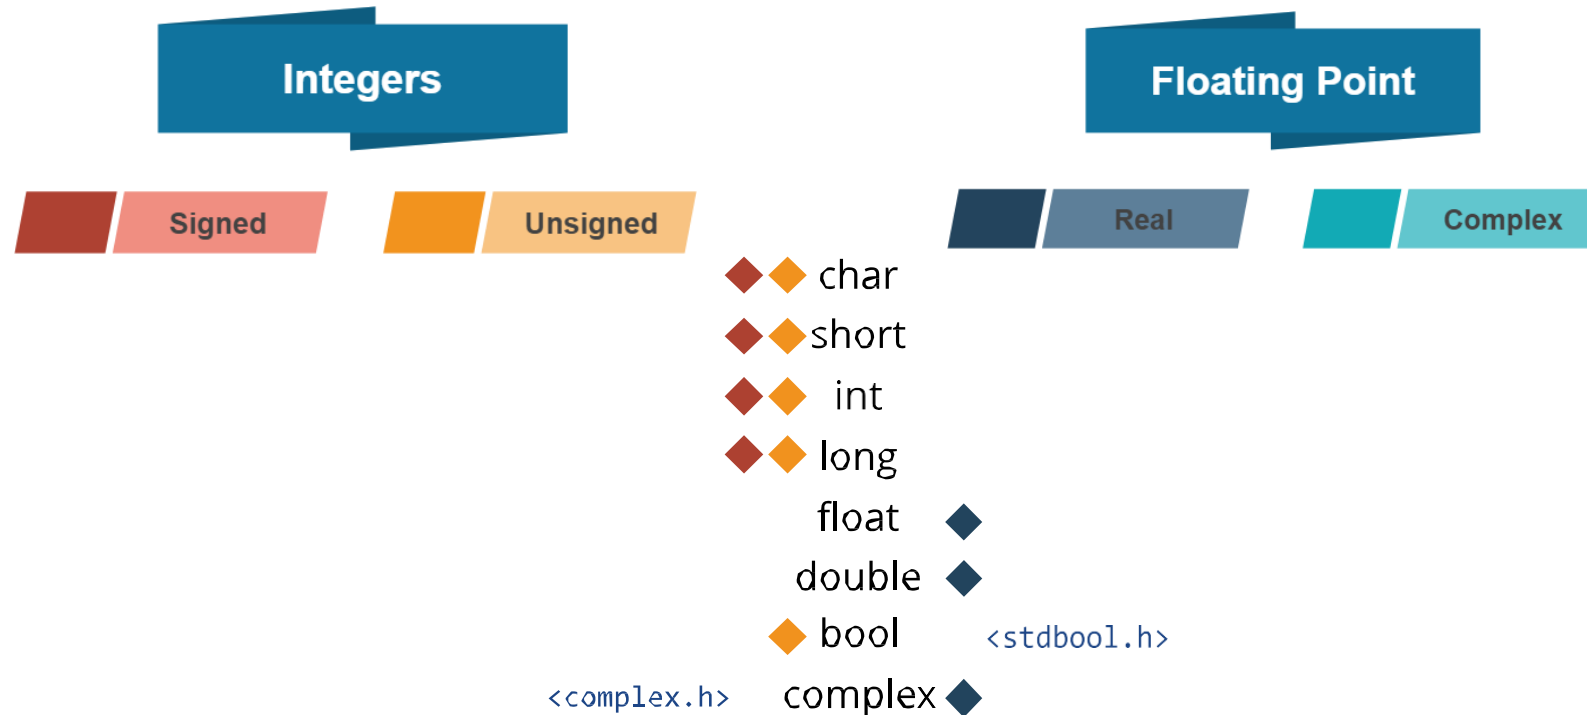 Integers
Floating Point
Signed
Unsigned
Real
Complex
char
short
int
long
float
double
bool <stdbool.h>
<complex.h> complex